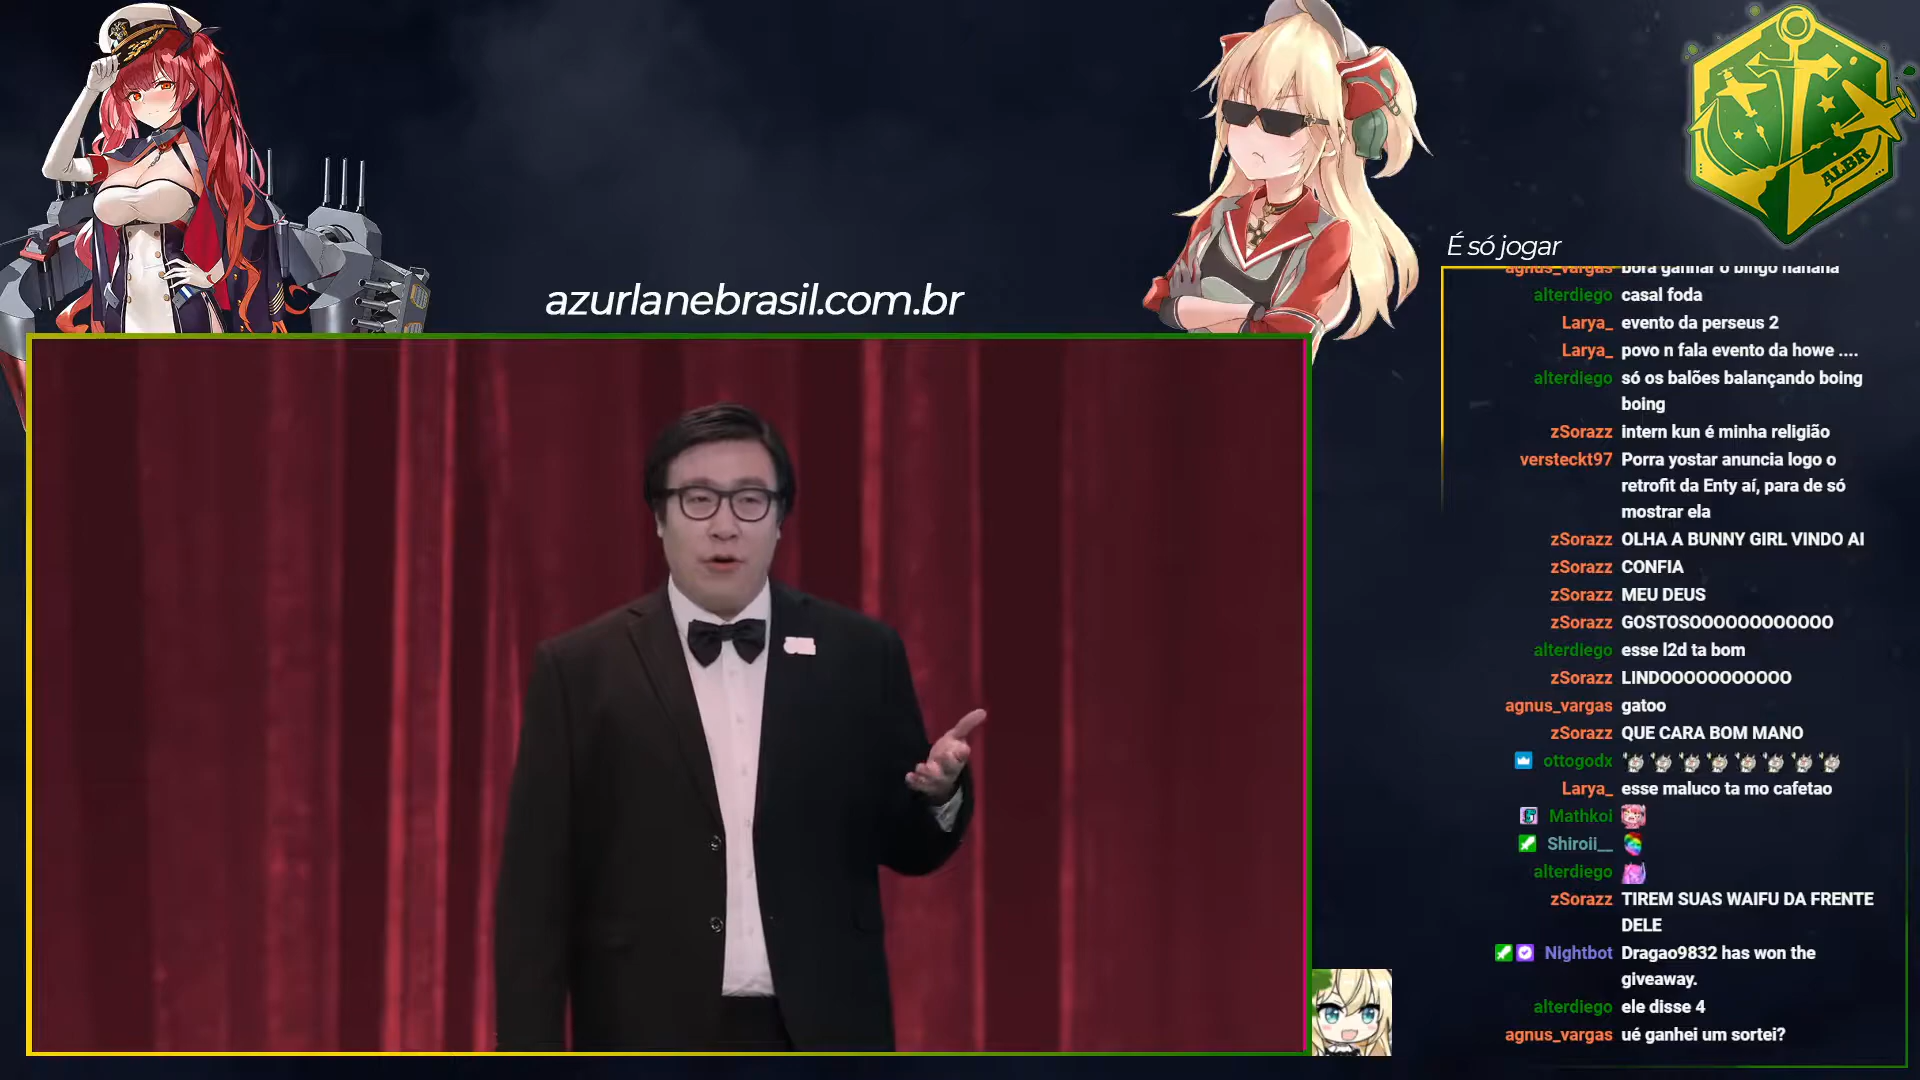 ALBR
É só jogar
azurlanebrasil.com.br
agnus_vargas bora ganhar o bingo hahaha
alterdiego casal foda
Larya_ evento da perseus 2
Larya_ povo n fala evento da howe ....
alterdiego só os balões balançando boing
boing
zSorazz intern kun é minha religião
versteckt97 Porra yostar anuncia logo o
retrofit da Enty aí, para de só
mostrar ela
zSorazz OLHA A BUNNY GIRL VINDO AI
zSorazz CONFIA
zSorazz MEU DEUS
zSorazz GOSTOSOOOOOOOOOOOO
alterdiego esse l2d ta bom
zSorazz LINDOOOOOOOOOOO
agnus_vargas gatoo
zSorazz QUE CARA BOM MANO
ottogodx
Larya_ esse maluco ta mo cafetao
Mathkoi
Shiroii__
alterdiego
zSorazz TIREM SUAS WAIFU DA FRENTE
DELE
Nightbot Dragao9832 has won the
giveaway.
alterdiego ele disse 4
agnus_vargas ué ganhei um sortei?